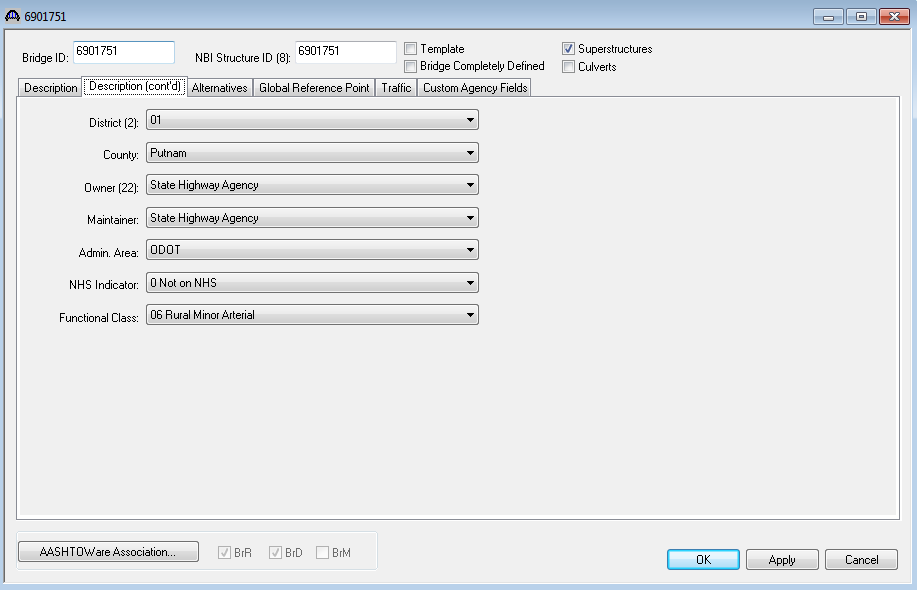 6901751
Bridge ID: 6901751 NBI Structure ID (8): 6901751 Template Superstructures
Bridge Completely Defined Culverts
Description Description (cont'd) Alternatives Global Reference Point Traffic Custom Agency Fields
District (2): 01
County: Putnam
Owner (22): State Highway Agency
Maintainer: State Highway Agency
Admin. Area: ODOT
NHS Indicator: 0 Not on NHS
Functional Class: 06 Rural Minor Arterial
AASHTOWare Association... BrR BrD BrM
OK Apply Cancel